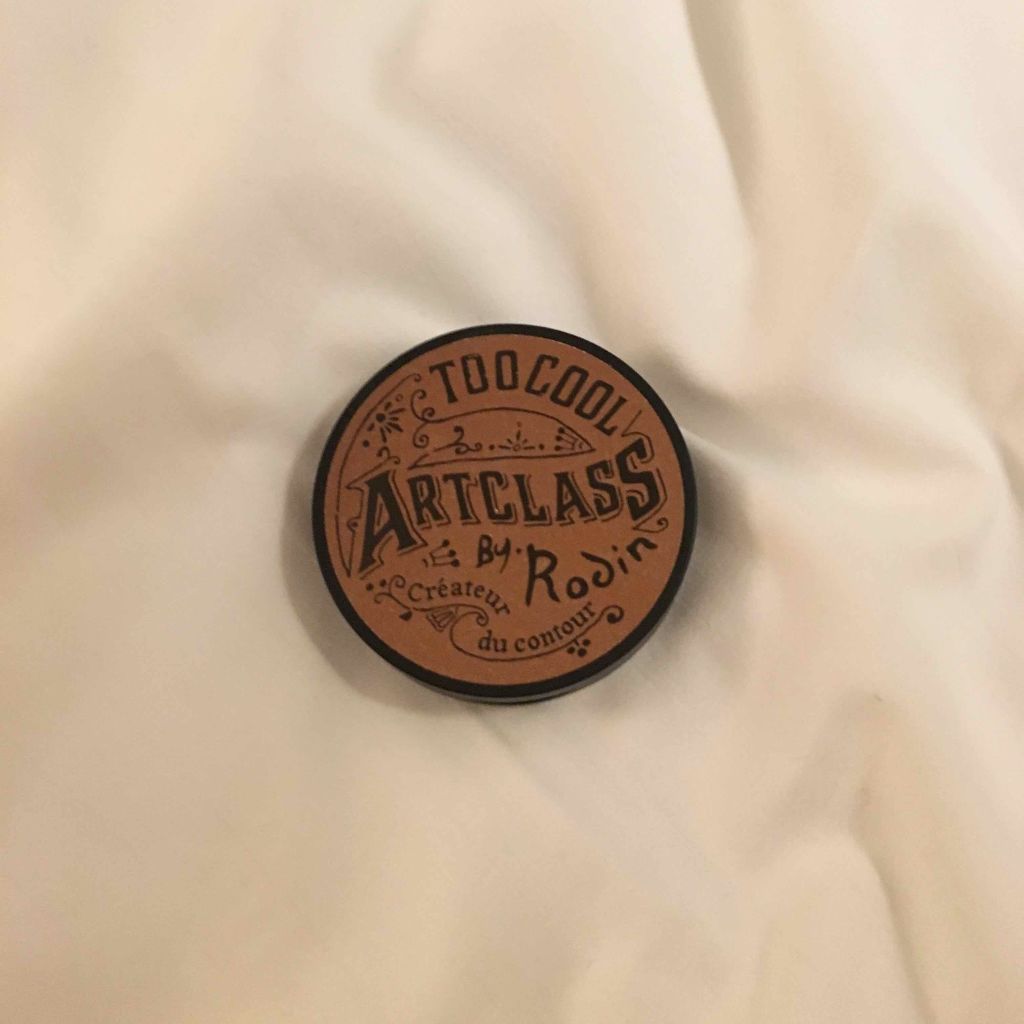 TOO COOL
ARTCLASS
By. Rodin
Créateur
du contour